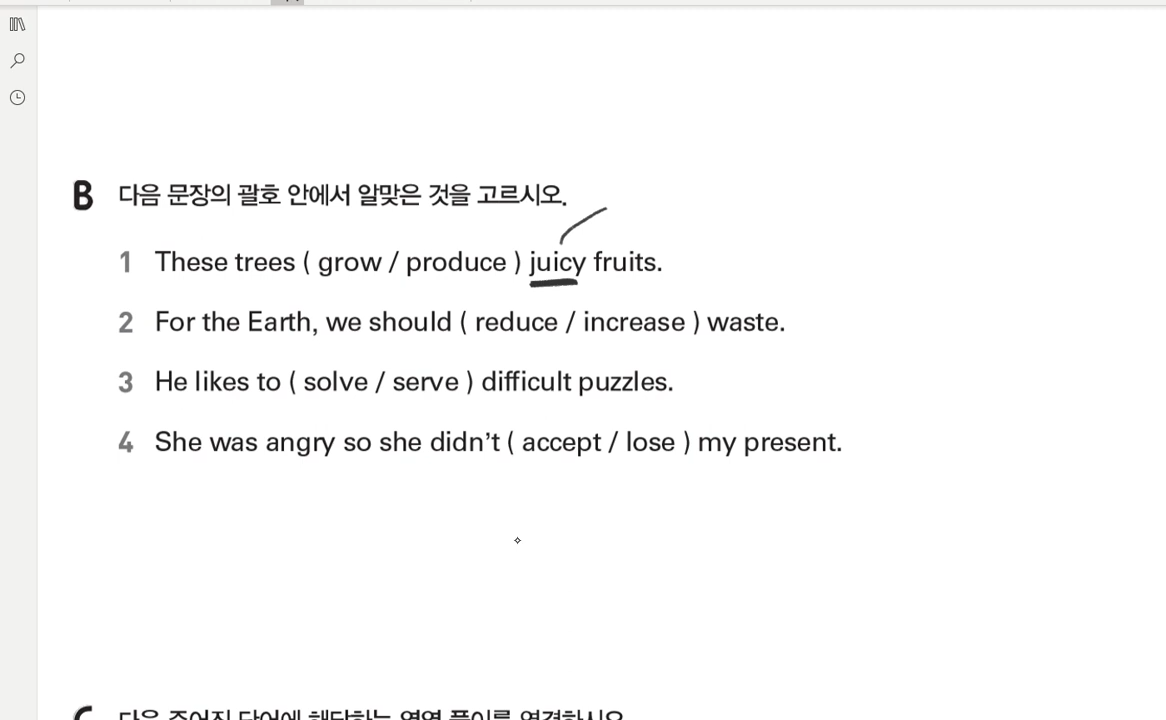 B 다음 문장의 괄호 안에서 알맞은 것을 고르시오.
1 These trees ( grow / produce ) juicy fruits.
2 For the Earth, we should ( reduce / increase ) waste.
3 He likes to ( solve / serve ) difficult puzzles.
4 She was angry so she didn’t ( accept / lose ) my present.